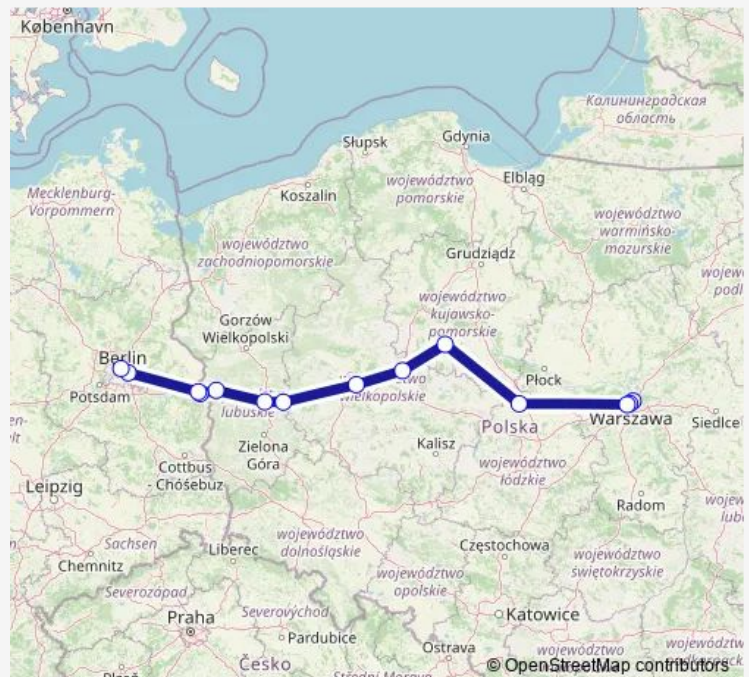 København
Калининградская
область
Słupsk
Gdynia
Elbląg
Koszalin
województwo
pomorskie
Mecklenburg-
Vorpommern
województwo
warmińsko-
mazurskie
województwo
zachodniopomorskie
Grudziądz
województwo
kujawsko-
pomorskie
Gorzów
Wielkopolski
Berlin
Potsdam
Płock
lubuskie
wielkopolskie
Polska
Warszawa
Siedlce
Zielona
Góra
Kalisz
Cottbus
- Chóśebuz
województwo
łódzkie
Leipzig
Radom
Sachsen
Chemnitz
Liberec
województwo
dolnośląskie
Częstochowa
województwo
świętokrzyskie
województwo
opolskie
Severozápad
Praha
Severovýchod
Pardubice
Katowice
Česko
Ostrava
© OpenStreetMap contributors